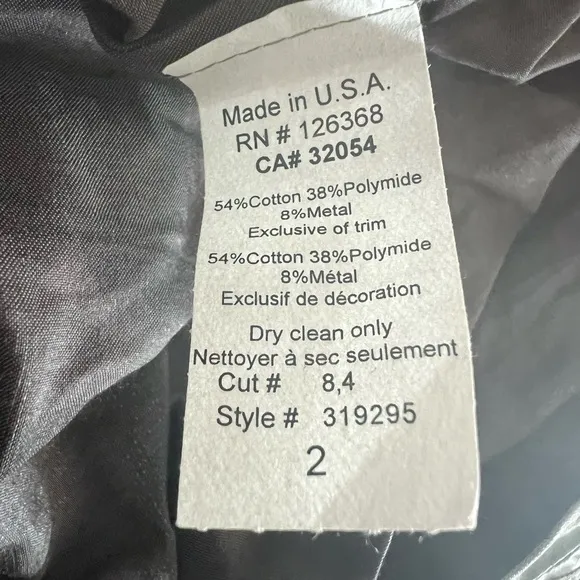 Made in U.S.A.
RN # 126368
CA# 32054
54%Cotton 38%Polymide
8%Metal
Exclusive of trim
54%Cotton 38%Polymide
8%Métal
Exclusif de décoration
Dry clean only
Nettoyer à sec seulement
Cut # 8,4
Style # 319295
2